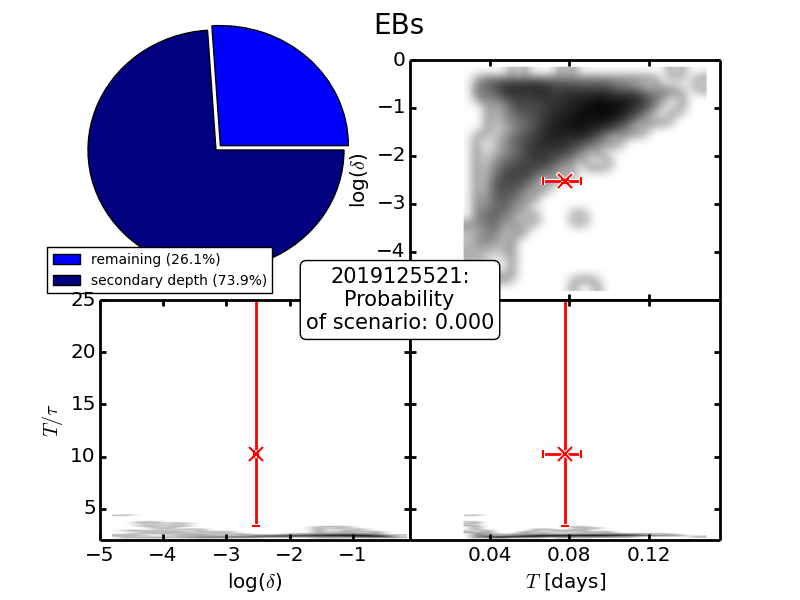 EBs
0
−1
−2
−3
−4
log(δ)
remaining (26.1%)
secondary depth (73.9%)
2019125521:
Probability
of scenario: 0.000
25
20
15
10
5
T/τ
−5
−4
−3
−2
−1
log(δ)
0.04
0.08
0.12
T [days]